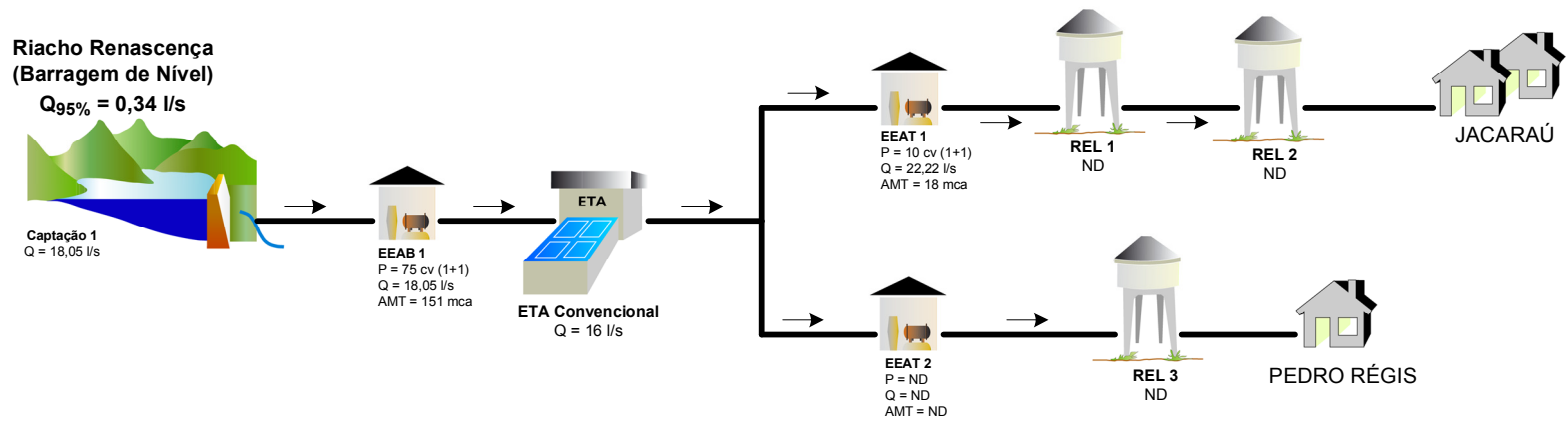 Riacho Renascença
(Barragem de Nível)
Q95% = 0,34 l/s
Captação 1
Q = 18,05 l/s
EEAB 1
P = 75 cv (1+1)
Q = 18,05 l/s
AMT = 151 mca
ETA
ETA Convencional
Q = 16 l/s
EEAT 1
P = 10 cv (1+1)
Q = 22,22 l/s
AMT = 18 mca
REL 1
ND
REL 2
ND
JACARAÚ
EEAT 2
P = ND
Q = ND
AMT = ND
REL 3
ND
PEDRO RÉGIS